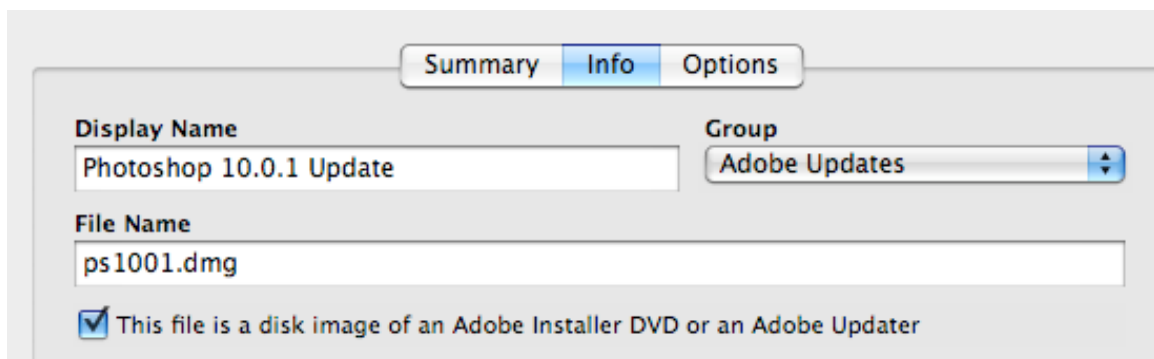 Summary Info Options
Display Name Group
Photoshop 10.0.1 Update Adobe Updates
File Name
ps1001.dmg
This file is a disk image of an Adobe Installer DVD or an Adobe Updater